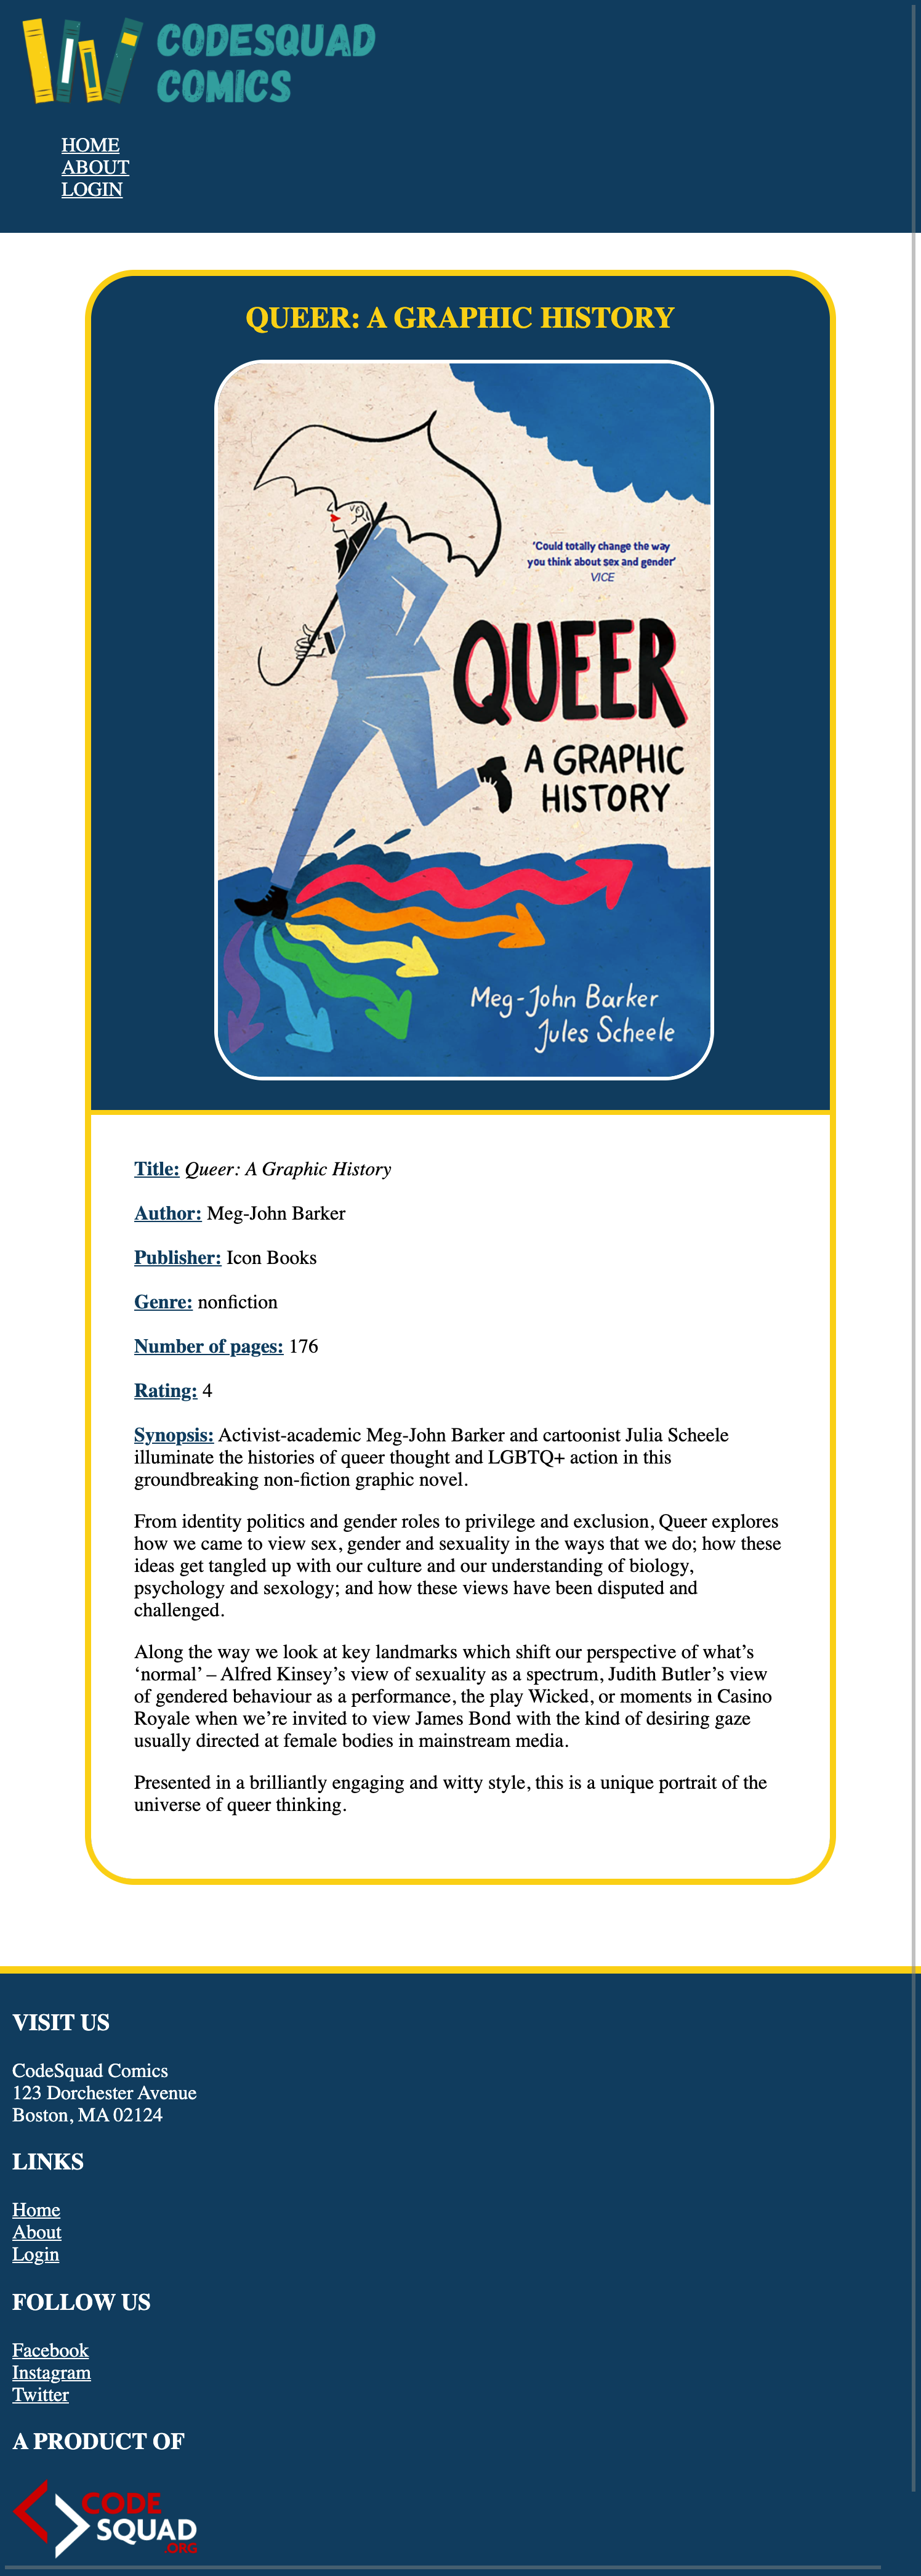 CODESQUAD
COMICS
HOME
ABOUT
LOGIN
QUEER: A GRAPHIC HISTORY
'Could totally change the way
you think about sex and gender'
VICE
QUEER
A GRAPHIC
HISTORY
Meg-John Barker
Jules Scheele
Title: Queer: A Graphic History
Author: Meg-John Barker
Publisher: Icon Books
Genre: nonfiction
Number of pages: 176
Rating: 4
Synopsis: Activist-academic Meg-John Barker and cartoonist Julia Scheele
illuminate the histories of queer thought and LGBTQ+ action in this
groundbreaking non-fiction graphic novel.
From identity politics and gender roles to privilege and exclusion, Queer explores
how we came to view sex, gender and sexuality in the ways that we do; how these
ideas get tangled up with our culture and our understanding of biology,
psychology and sexology; and how these views have been disputed and
challenged.
Along the way we look at key landmarks which shift our perspective of what’s
‘normal’ – Alfred Kinsey’s view of sexuality as a spectrum, Judith Butler’s view
of gendered behaviour as a performance, the play Wicked, or moments in Casino
Royale when we’re invited to view James Bond with the kind of desiring gaze
usually directed at female bodies in mainstream media.
Presented in a brilliantly engaging and witty style, this is a unique portrait of the
universe of queer thinking.
VISIT US
CodeSquad Comics
123 Dorchester Avenue
Boston, MA 02124
LINKS
Home
About
Login
FOLLOW US
Facebook
Instagram
Twitter
A PRODUCT OF
CODE
SQUAD
.ORG